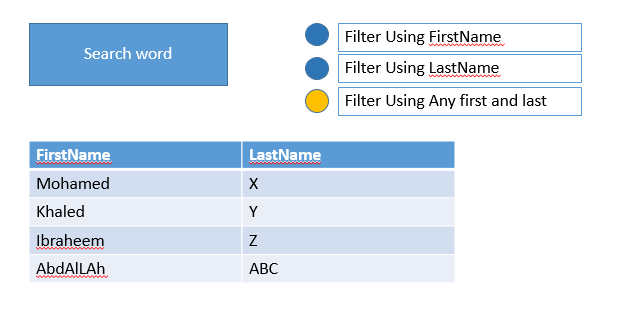 Search word
Filter Using FirstName
Filter Using LastName
Filter Using Any first and last
FirstName LastName
Mohamed X
Khaled Y
Ibraheem Z
AbdAlLAh ABC